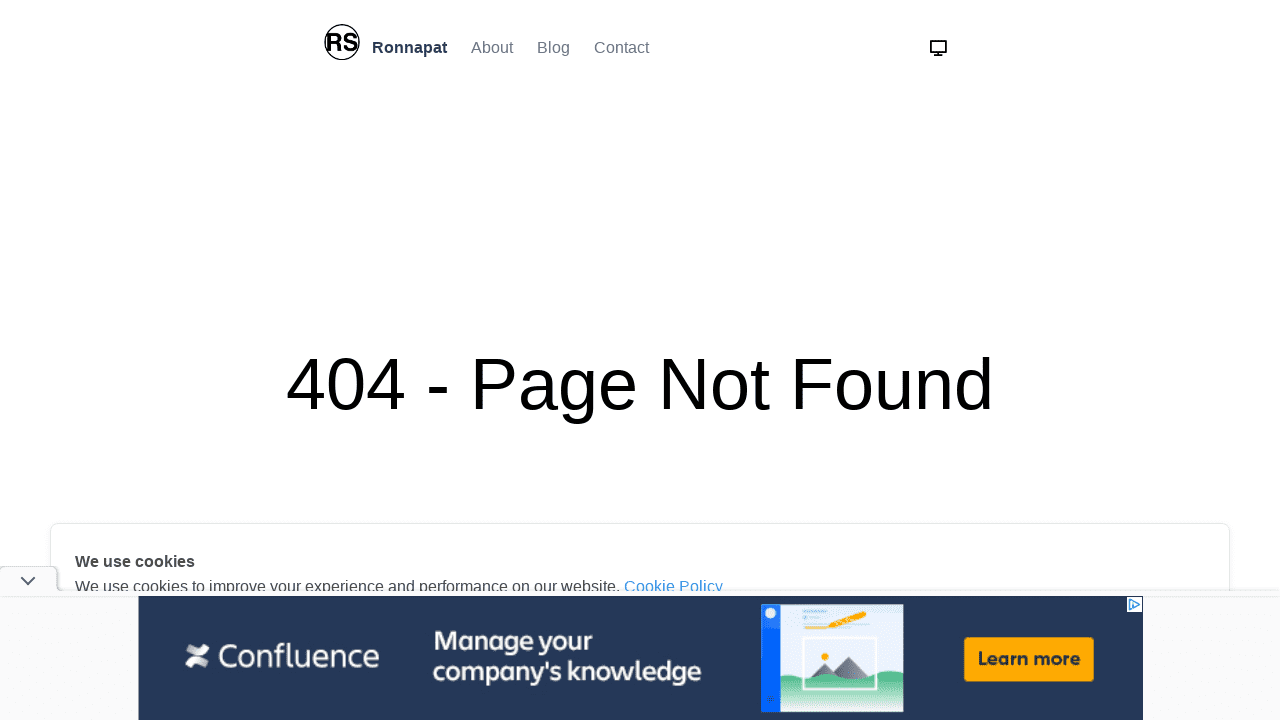 RS Ronnapat About Blog Contact
404 - Page Not Found
We use cookies
We use cookies to improve your experience and performance on our website. Cookie Policy
Confluence
Manage your
company's knowledge
Learn more